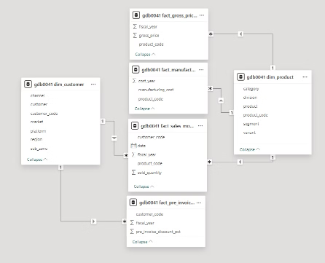 gdb0041 fact_gross_pric...
fiscal_year
gross_price
product_code
Collapse
gdb0041 fact_manufact...
cost_year
manufacturing_cost
product_code
Collapse
gdb0041 dim_customer
channel
customer
customer_code
market
platform
region
sub_zone
Collapse
gdb0041 dim_product
category
division
product
product_code
segment
variant
Collapse
gdb0041 fact_sales_mo...
customer_code
date
fiscal_year
product_code
sold_quantity
Collapse
gdb0041 fact_pre_invoic...
customer_code
fiscal_year
pre_invoice_discount_pct
Collapse